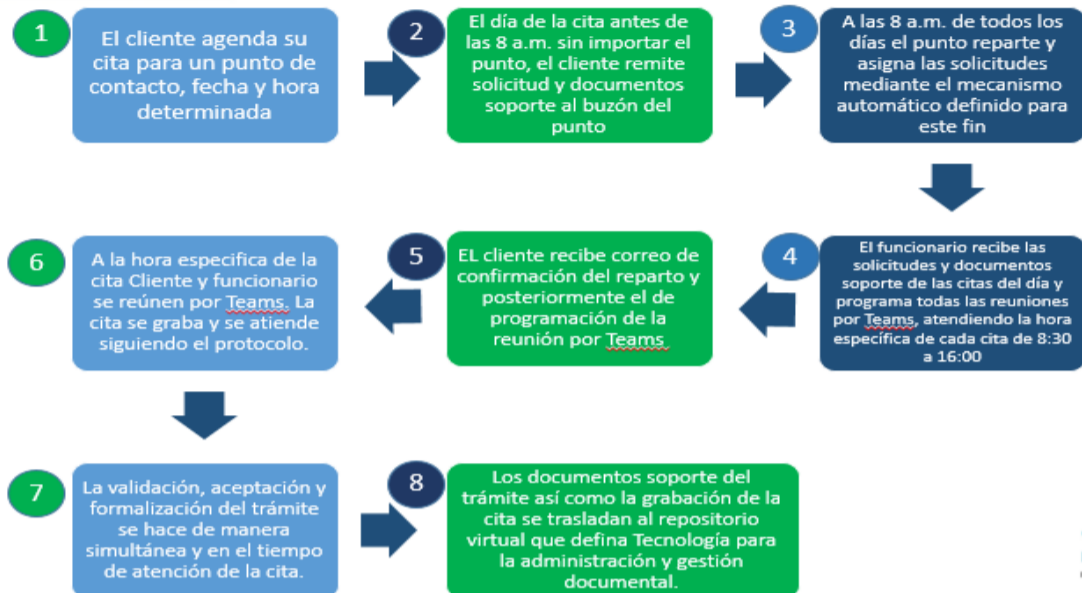 1
El cliente agenda su
cita para un punto de
contacto, fecha y hora
determinada
2
El día de la cita antes de
las 8 a.m. sin importar el
punto, el cliente remite
solicitud y documentos
soporte al buzón del
punto
3
A las 8 a.m. de todos los
días el punto reparte y
asigna las solicitudes
mediante el mecanismo
automático definido para
este fin
4
El funcionario recibe las
solicitudes y documentos
soporte de las citas del día y
programa todas las reuniones
por Teams, atendiendo la hora
específica de cada cita de 8:30
a 16:00
5
EL cliente recibe correo de
confirmación del reparto y
posteriormente el de
programación de la
reunión por Teams
6
A la hora especifica de la
cita Cliente y funcionario
se reúnen por Teams. La
cita se graba y se atiende
siguiendo el protocolo.
7
La validación, aceptación y
formalización del trámite
se hace de manera
simultánea y en el tiempo
de atención de la cita.
8
Los documentos soporte del
trámite así como la grabación de la
cita se trasladan al repositorio
virtual que defina Tecnología para
la administración y gestión
documental.